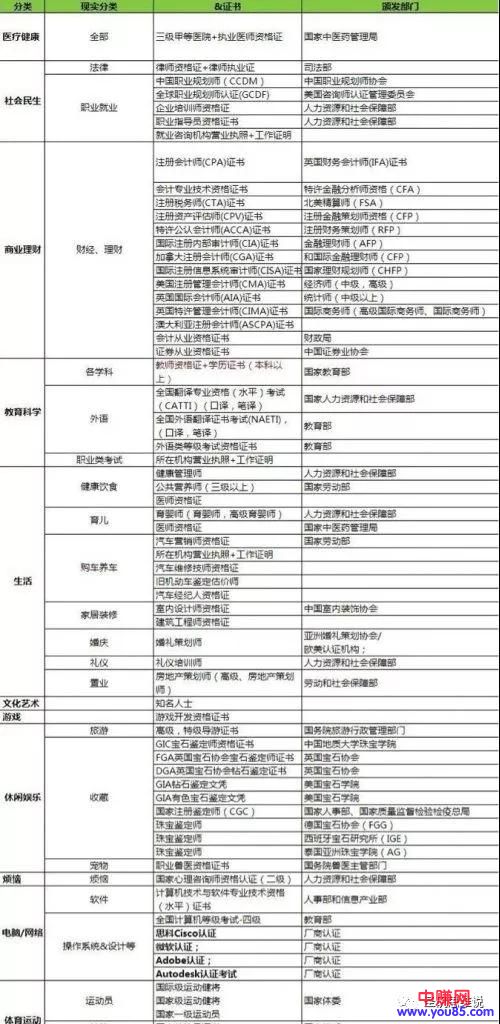 分类 现实分类 &证书 颁发部门
医疗健康 全部 三级甲等医院+执业医师资格证 国家中医药管理局
社会民生 法律 律师资格证+律师执业证 司法部
职业就业 中国职业规划师（CCDM） 中国职业规划师协会
全球职业规划师认证(GCDF) 美国咨询师认证管理委员会
企业培训师资格证 人力资源和社会保障部
职业指导员资格证书 人力资源和社会保障部
就业咨询机构营业执照+工作证明
商业理财 财经、理财 注册会计师(CPA)证书 英国财务会计师(IFA)证书
会计专业技术资格证书 特许金融分析师资格（CFA）
注册税务师(CTA)证书 北美精算师（FSA）
注册资产评估师(CPV)证书 注册金融策划师资格（CFP）
特许公认会计师(ACCA)证书 注册财务策划师（RFP）
国际注册内部审计师(CIA)证书 金融理财师（AFP）
加拿大注册会计师(CGA)证书 和国际金融理财师（CFP）
国际注册信息系统审计师(CISA)证书 国家理财规划师（CHFP）
美国注册管理会计师(CMA)证书 经济师（中级，高级）
英国国际会计师(AIA)证书 统计师（中级以上）
英国特许管理会计师(CIMA)证书 国际商务师（高级国际商务师、国际商务师）
澳大利亚注册会计师(ASCPA)证书
会计从业资格证书 财政局
证券从业资格证书 中国证券业协会
教育科学 各学科 教师资格证+学历证书（本科以
上） 国家教育部
外语 全国翻译专业资格（水平）考试
（CATTI）（口译，笔译） 国家人力资源和社会保障部
全国外语翻译证书考试(NAETI)，
（口译，笔译） 教育部
外语类等级考试资格证书 教育部
职业类考试 所在机构营业执照+工作证明
生活 健康饮食 健康管理师 人力资源和社会保障部
公共营养师（三级以上） 国家劳动部
医师资格证
育儿 育婴师（育婴师，高级育婴师） 人力资源和社会保障部
医师资格证 国家中医药管理局
购车养车 汽车营销师资格证 国家劳动部
所在机构营业执照+工作证明
汽车维修技师资格证
旧机动车鉴定估价师
汽车经纪人资格证
家居装修 室内设计师资格证 中国室内装饰协会
建筑工程师资格证
婚庆 婚礼策划师 亚洲婚礼策划协会/
欧美认证机构；
礼仪 礼仪培训师 人力资源和社会保障部
置业 房地产策划师（高级、房地产策划
师） 劳动和社会保障部
文化艺术 知名人士
游戏 游戏开发资格证书
休闲娱乐 旅游 高级，特级导游证书 国务院旅游行政管理部门
收藏 GIC宝石鉴定师资格证书 中国地质大学珠宝学院
FGA英国宝石协会宝石鉴定师证书 英国宝石协会
DGA英国宝石协会钻石鉴定证书 英国宝石协会
GIA钻石鉴定文凭 美国宝石学院
GIA有色宝石鉴定文凭 美国宝石学院
国家注册鉴定师（CGC） 国家人事部、国家质量监督检验检疫总局
珠宝鉴定师 德国宝石协会（FGG）
珠宝鉴定师 西班牙宝石研究所（IGE）
珠宝鉴定师 泰国亚洲珠宝学院（AG）
宠物 职业兽医资格证书 国务院兽医主管部门
烦恼 烦恼 国家心理咨询师资格认证（二级） 人力资源和社会保障部
电脑/网络 软件 计算机技术与软件专业技术资格
（水平）证书 人事部和信息产业部
操作系统&设计等 全国计算机等级考试-四级 教育部
思科Cisco认证 厂商认证
微软认证； 厂商认证
Adobe认证； 厂商认证
Autodesk认证考试 厂商认证
体育运动 运动员 国际级运动健将
国家级运动健将 国家体委
国家一级运动员
中赚网
www.you85.com